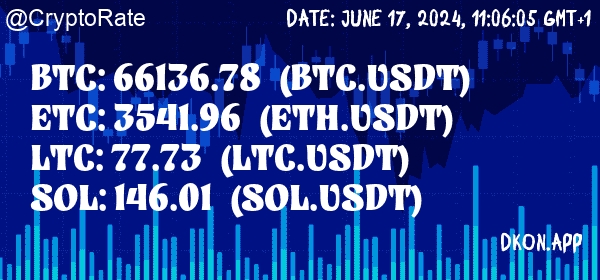 @CryptoRate
DATE: JUNE 17, 2024, 11:06:05 GMT+1
BTC: 66136.78 (BTC.USDT)
ETC: 3541.96 (ETH.USDT)
LTC: 77.73 (LTC.USDT)
SOL: 146.01 (SOL.USDT)
DKON.APP